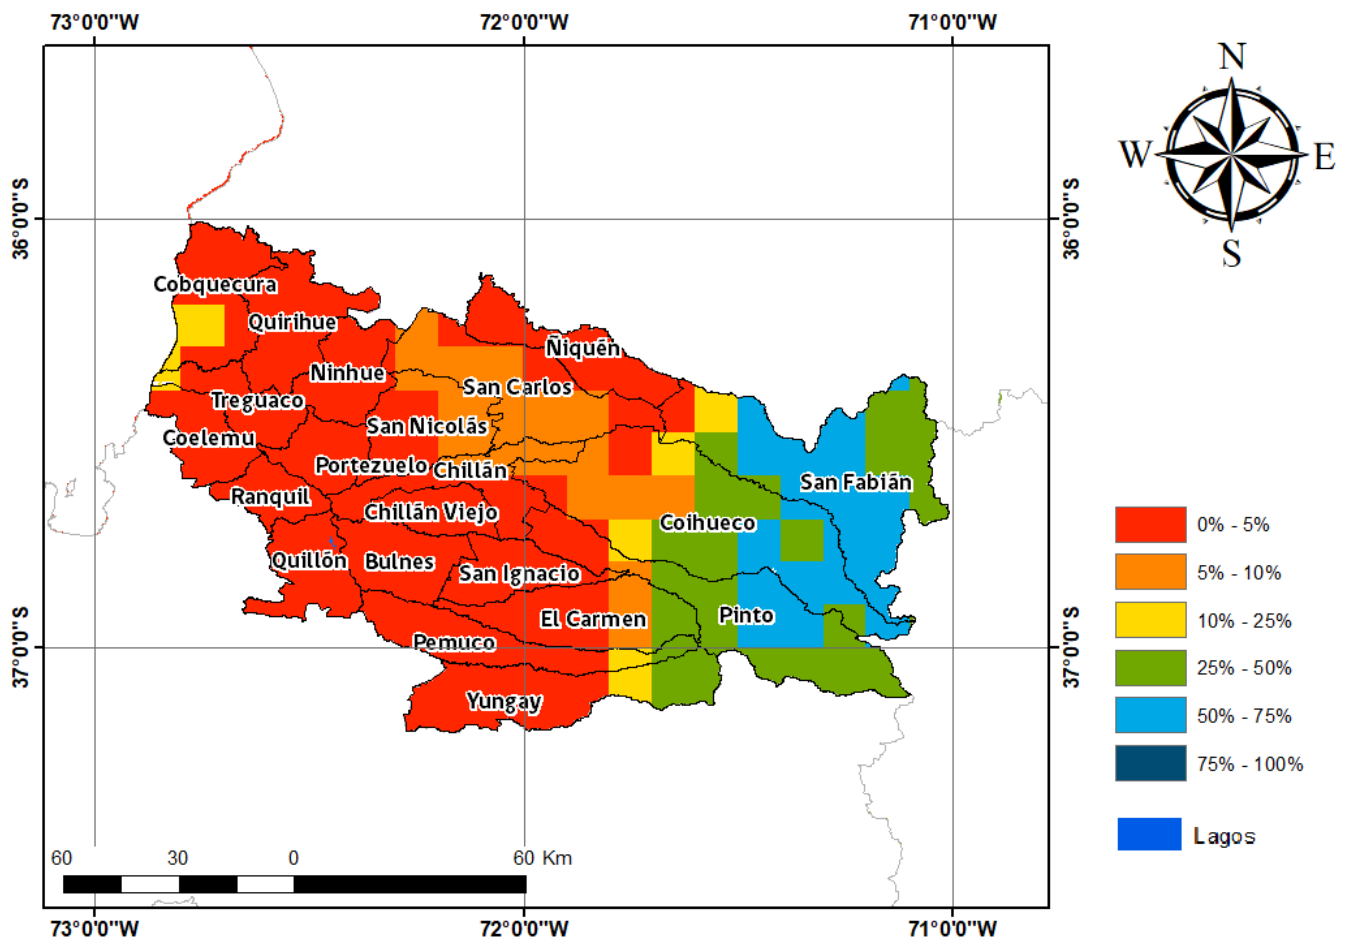 73°0'0"W 72°0'0"W 71°0'0"W
N
W E
S
36°0'0"S 36°0'0"S
Cobquecura
Quirihue
Ñiquén
Ninhue
San Carlos
Treguaco
San Nicolás
Coelemu
Portezuelo Chillán
San Fabián
Ranquil
Chillán Viejo
Coihueco
Quillón Bulnes
San Ignacio
El Carmen
Pinto
Pemuco
Yungay
37°0'0"S 37°0'0"S
0% - 5%
5% - 10%
10% - 25%
25% - 50%
50% - 75%
75% - 100%
Lagos
60 30 0 60 Km
73°0'0"W 72°0'0"W 71°0'0"W